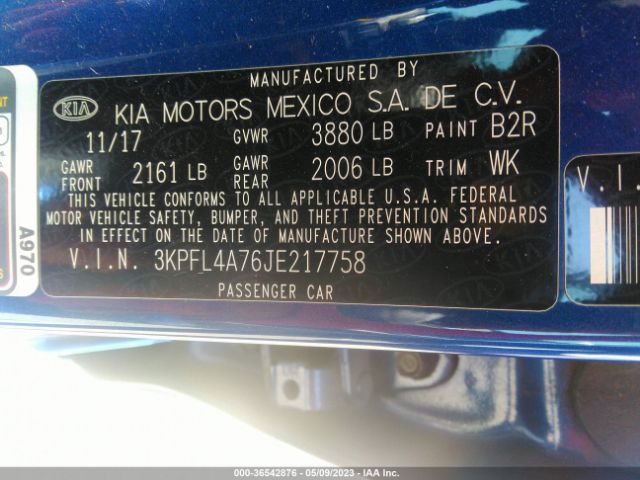 MANUFACTURED BY
KIA KIA MOTORS MEXICO S.A. DE C.V.
11/17 GVWR 3880 LB PAINT B2R
GAWR FRONT 2161 LB GAWR REAR 2006 LB TRIM WK
THIS VEHICLE CONFORMS TO ALL APPLICABLE U.S.A. FEDERAL
MOTOR VEHICLE SAFETY, BUMPER, AND THEFT PREVENTION STANDARDS
IN EFFECT ON THE DATE OF MANUFACTURE SHOWN ABOVE.
V.I.N. 3KPFL4A76JE217758
PASSENGER CAR
A970
V.I.
000-36542876 - 05/09/2023 - IAA Inc.